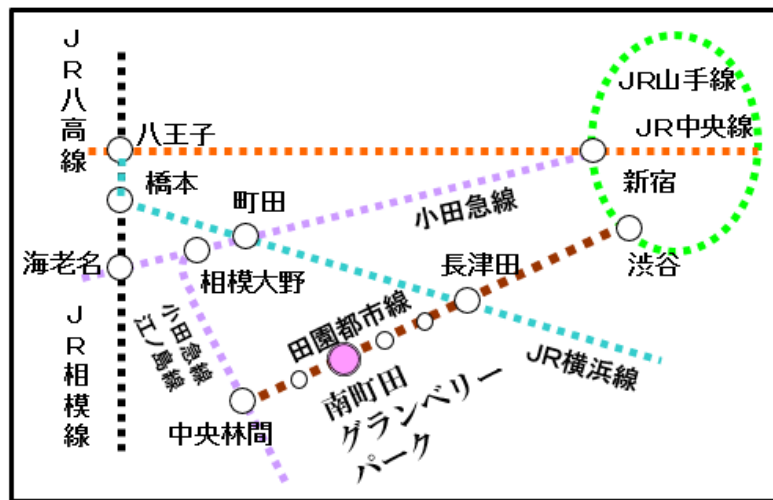 JR八高線
JR山手線
JR中央線
八王子
橋本
新宿
町田
小田急線
渋谷
海老名
相模大野
長津田
小田急線
江ノ島線
田園都市線
JR横浜線
JR相模線
南町田
グランベリー
パーク
中央林間